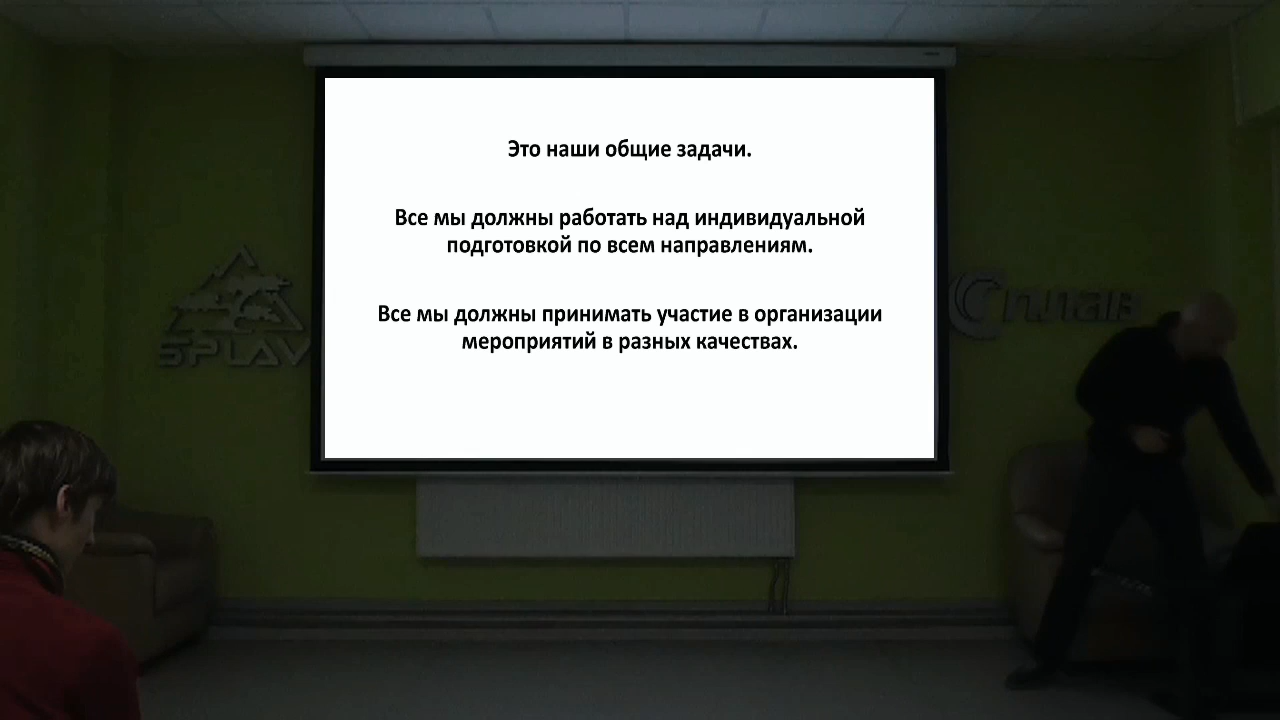 Это наши общие задачи.
Все мы должны работать над индивидуальной
подготовкой по всем направлениям.
Все мы должны принимать участие в организации
мероприятий в разных качествах.
SPLAV
Сплав